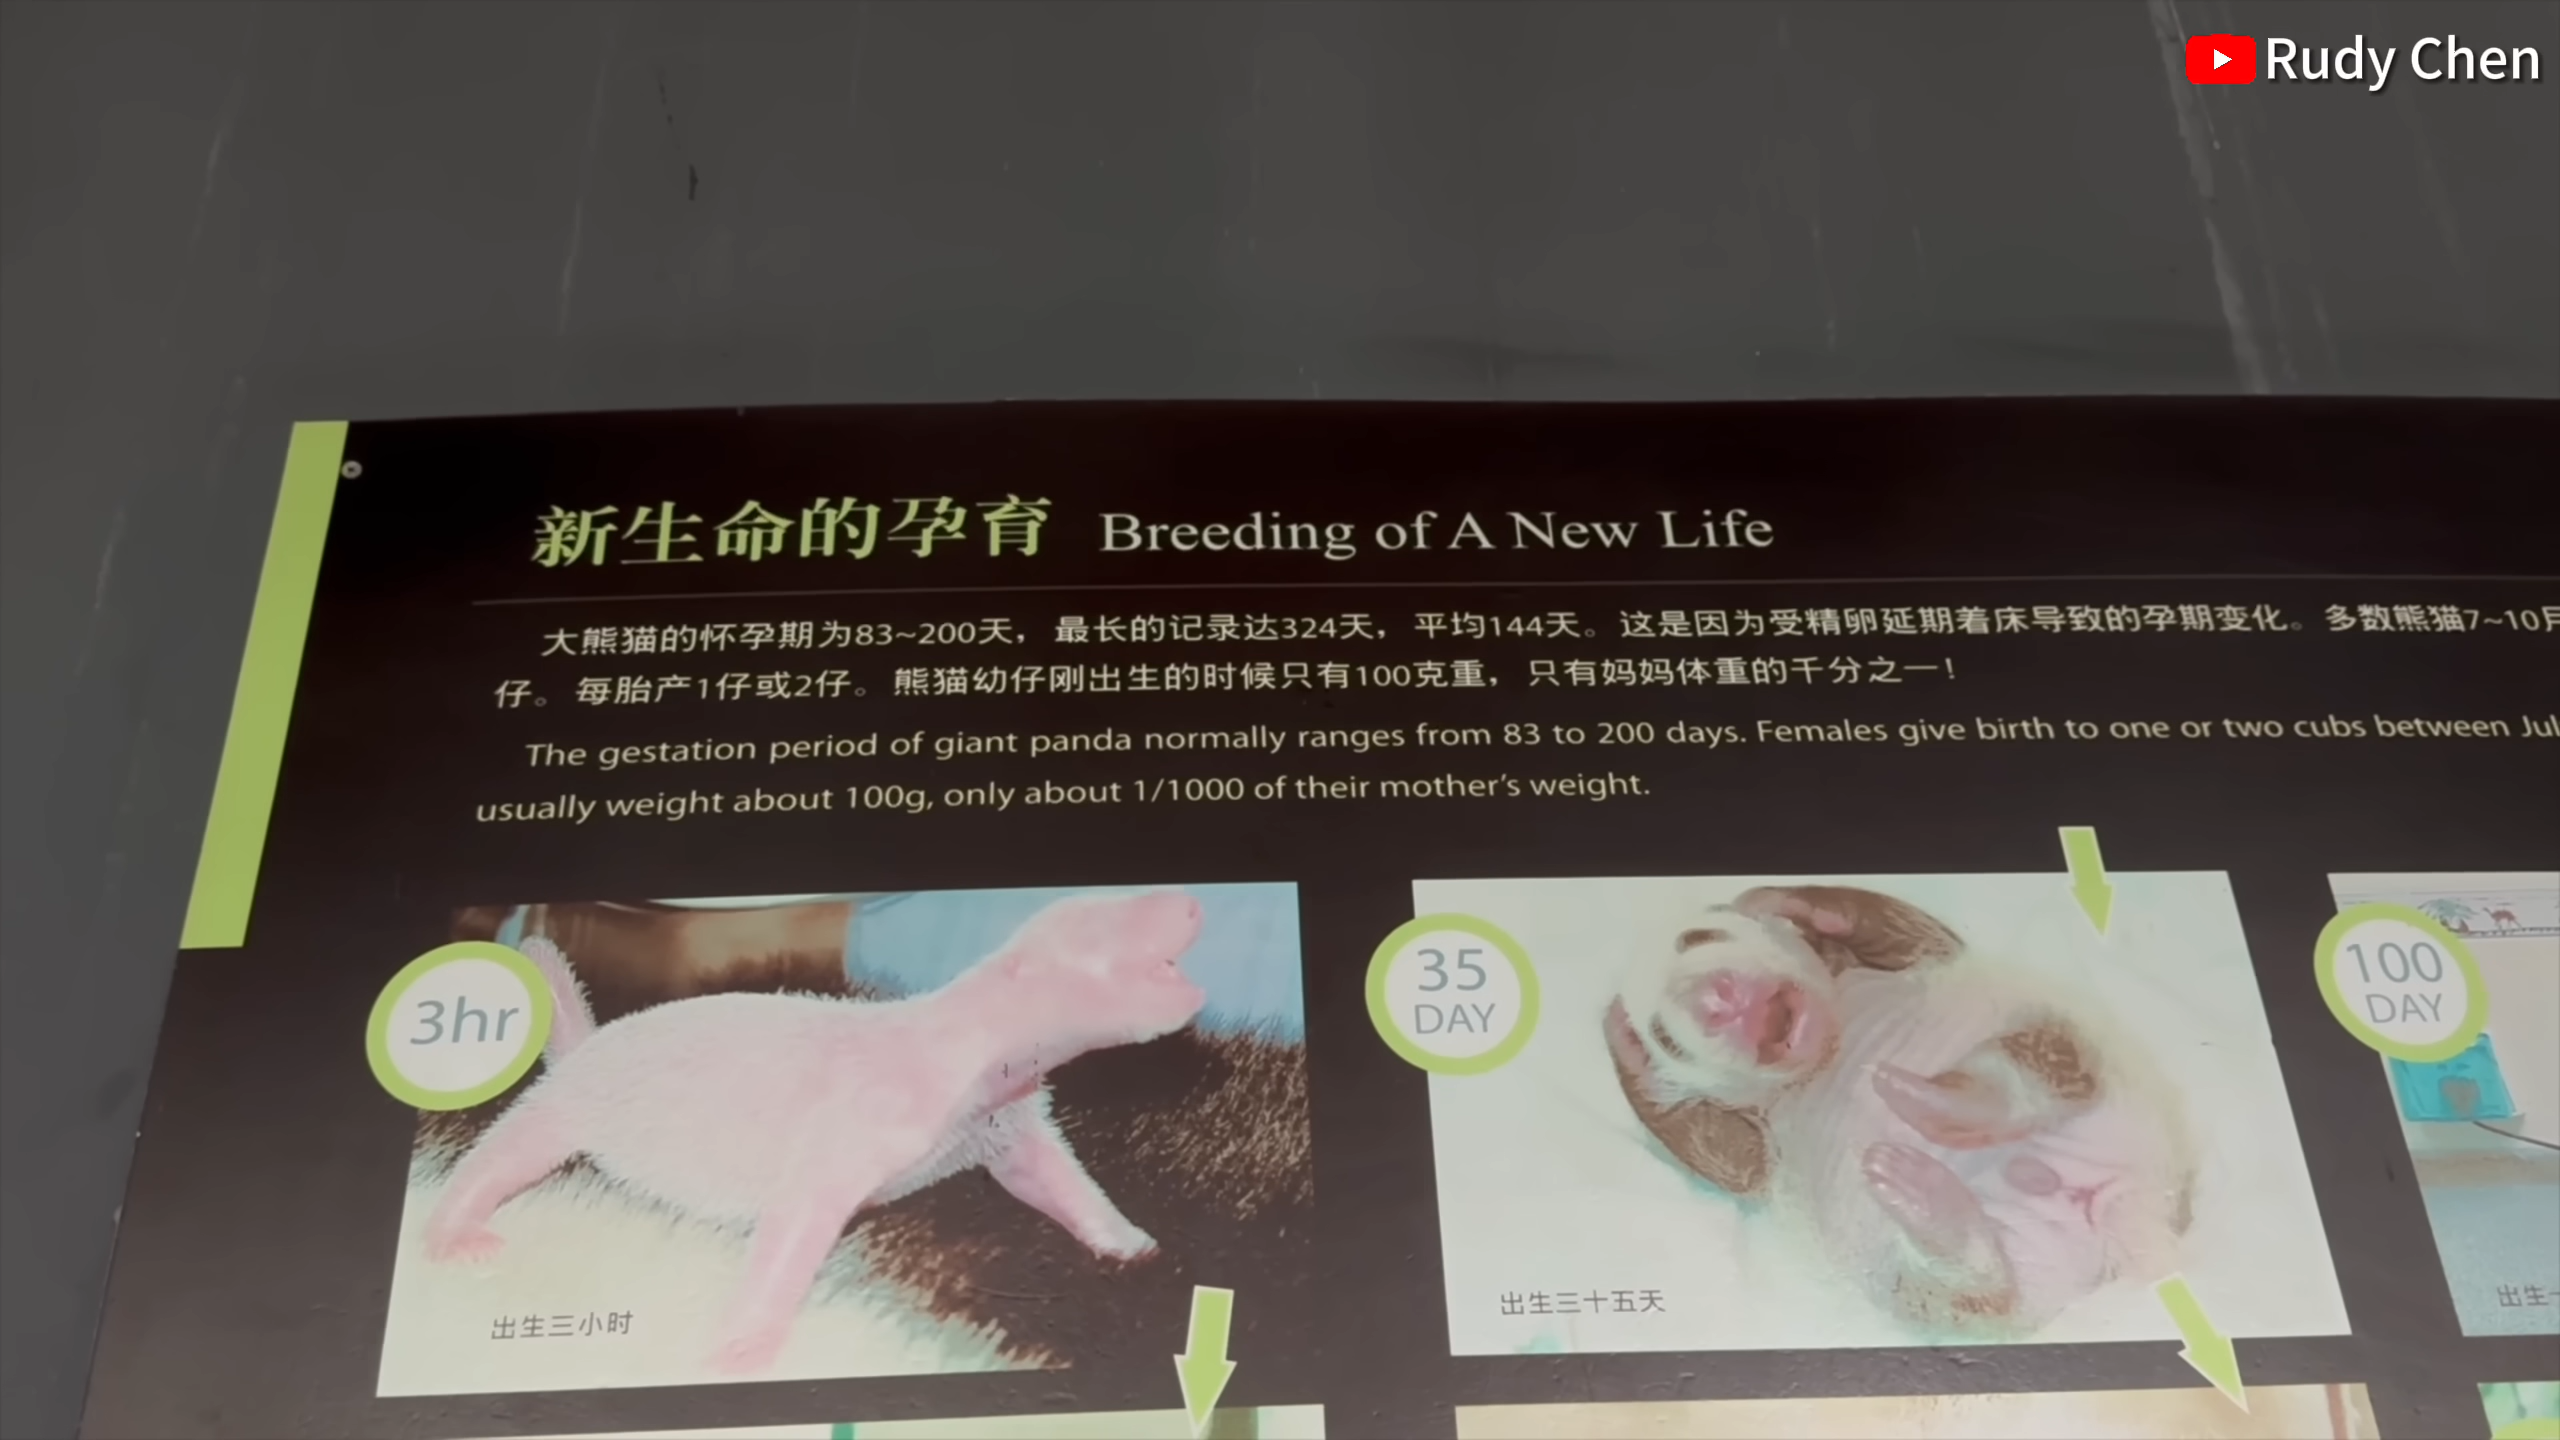 Rudy Chen
新生命的孕育 Breeding of A New Life
大熊猫的怀孕期为83~200天，最长的记录达324天，平均144天。这是因为受精卵延期着床导致的孕期变化。多数熊猫7~10月
仔。每胎产1仔或2仔。熊猫幼仔刚出生的时候只有100克重，只有妈妈体重的千分之一！
The gestation period of giant panda normally ranges from 83 to 200 days. Females give birth to one or two cubs between Jul
usually weight about 100g, only about 1/1000 of their mother's weight.
3hr
35
DAY
100
DAY
出生三小时
出生三十五天
出生